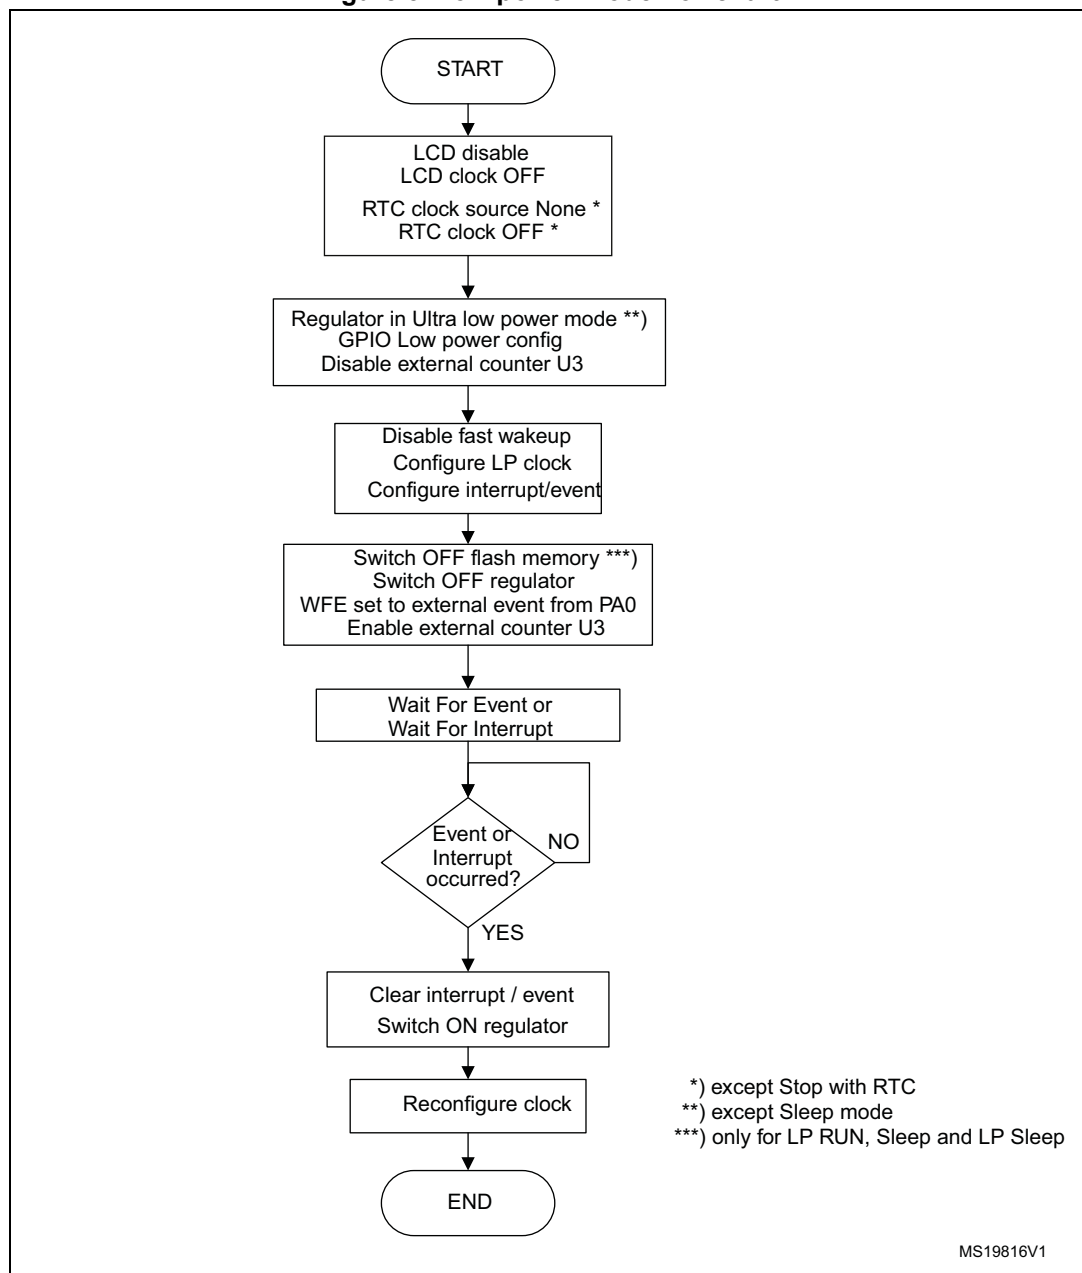 START
LCD disable
LCD clock OFF
RTC clock source None *
RTC clock OFF *
Regulator in Ultra low power mode **)
GPIO Low power config
Disable external counter U3
Disable fast wakeup
Configure LP clock
Configure interrupt/event
Switch OFF flash memory ***)
Switch OFF regulator
WFE set to external event from PA0
Enable external counter U3
Wait For Event or
Wait For Interrupt
Event or
Interrupt
occurred?
NO
YES
Clear interrupt / event
Switch ON regulator
Reconfigure clock
*) except Stop with RTC
**) except Sleep mode
***) only for LP RUN, Sleep and LP Sleep
END
MS19816V1